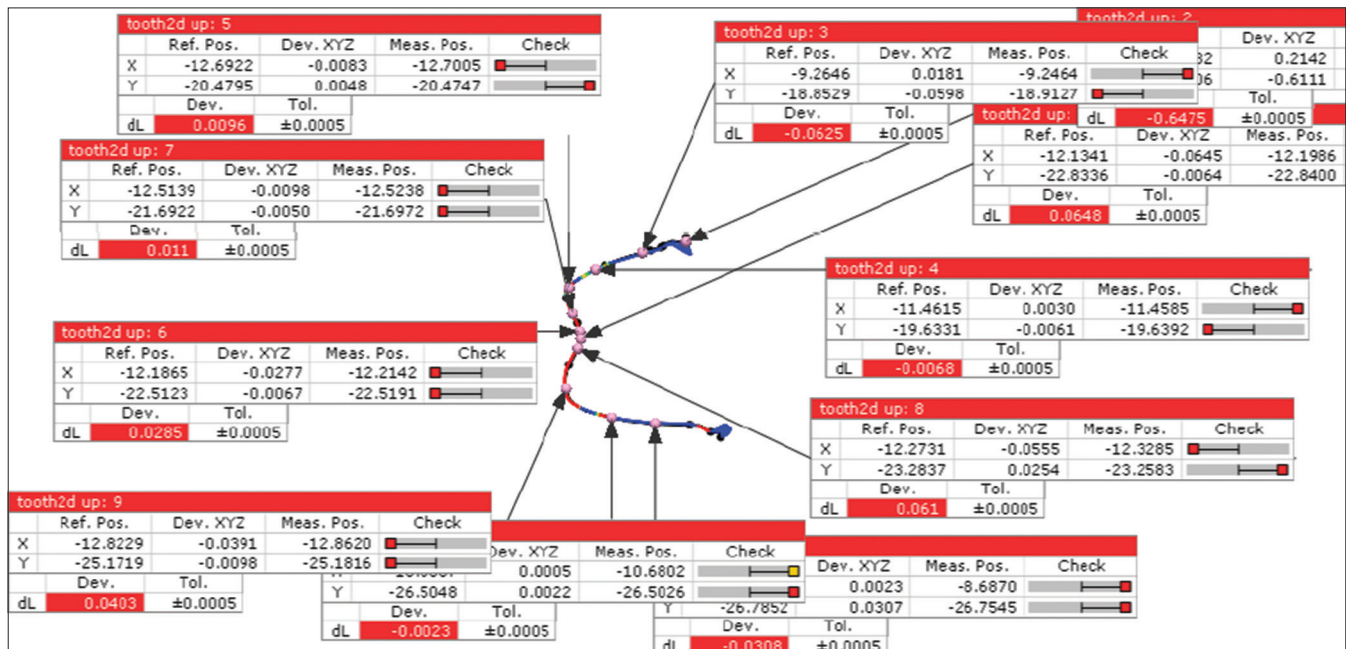 tooth2d up: 5
Ref. Pos. Dev. XYZ Meas. Pos. Check
X -12.6922 -0.0083 -12.7005
Y -20.4795 0.0048 -20.4747
Dev. Tol.
dL 0.0096 ±0.0005
tooth2d up: 3
Ref. Pos. Dev. XYZ Meas. Pos. Check
X -9.2646 0.0181 -9.2464
Y -18.8529 -0.0598 -18.9127
Dev. Tol.
dL -0.0625 ±0.0005
tooth2d up: 2
Dev. XYZ
0.2142
-0.6111
Tol.
dL -0.6475 ±0.0005
tooth2d up: 7
Ref. Pos. Dev. XYZ Meas. Pos. Check
X -12.5139 -0.0098 -12.5238
Y -21.6922 -0.0050 -21.6972
Dev. Tol.
dL 0.011 ±0.0005
tooth2d up:
Ref. Pos. Dev. XYZ Meas. Pos.
X -12.1341 -0.0645 -12.1986
Y -22.8336 -0.0064 -22.8400
Dev. Tol.
dL 0.0648 ±0.0005
tooth2d up: 4
Ref. Pos. Dev. XYZ Meas. Pos. Check
X -11.4615 0.0030 -11.4585
Y -19.6331 -0.0061 -19.6392
Dev. Tol.
dL -0.0068 ±0.0005
tooth2d up: 6
Ref. Pos. Dev. XYZ Meas. Pos. Check
X -12.1865 -0.0277 -12.2142
Y -22.5123 -0.0067 -22.5191
Dev. Tol.
dL 0.0285 ±0.0005
tooth2d up: 8
Ref. Pos. Dev. XYZ Meas. Pos. Check
X -12.2731 -0.0555 -12.3285
Y -23.2837 0.0254 -23.2583
Dev. Tol.
dL 0.061 ±0.0005
tooth2d up: 9
Ref. Pos. Dev. XYZ Meas. Pos. Check
X -12.8229 -0.0391 -12.8620
Y -25.1719 -0.0098 -25.1816
Dev. Tol.
dL 0.0403 ±0.0005
Dev. XYZ Meas. Pos. Check
0.0005 -10.6802
Y -26.5048 0.0022 -26.5026
Dev. Tol.
dL -0.0023 ±0.0005
Dev. XYZ Meas. Pos. Check
0.0023 -8.6870
Y -26.7852 0.0307 -26.7545
Dev. Tol.
dL -0.0308 ±0.0005